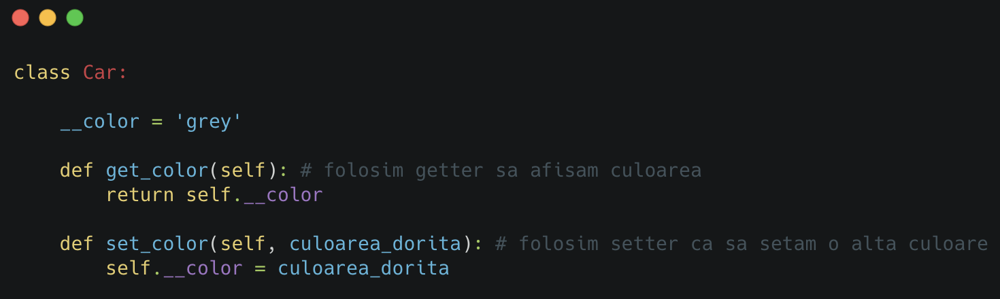 class Car:
    __color = 'grey'
    def get_color(self): # folosim getter sa afisam culoarea
        return self.__color
    def set_color(self, culoarea_dorita): # folosim setter ca sa setam o alta culoare
        self.__color = culoarea_dorita